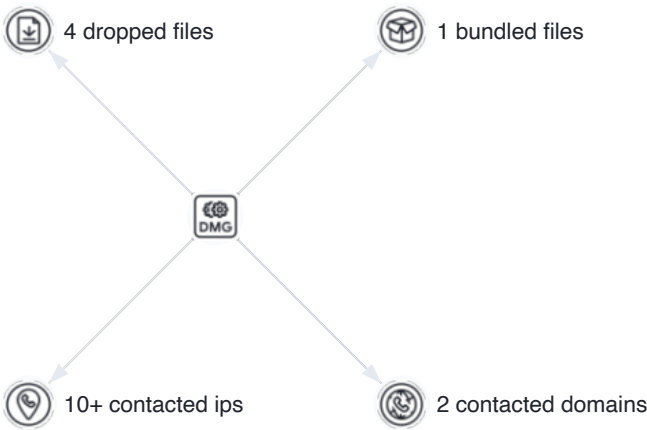 4 dropped files
1 bundled files
DMG
10+ contacted ips
2 contacted domains